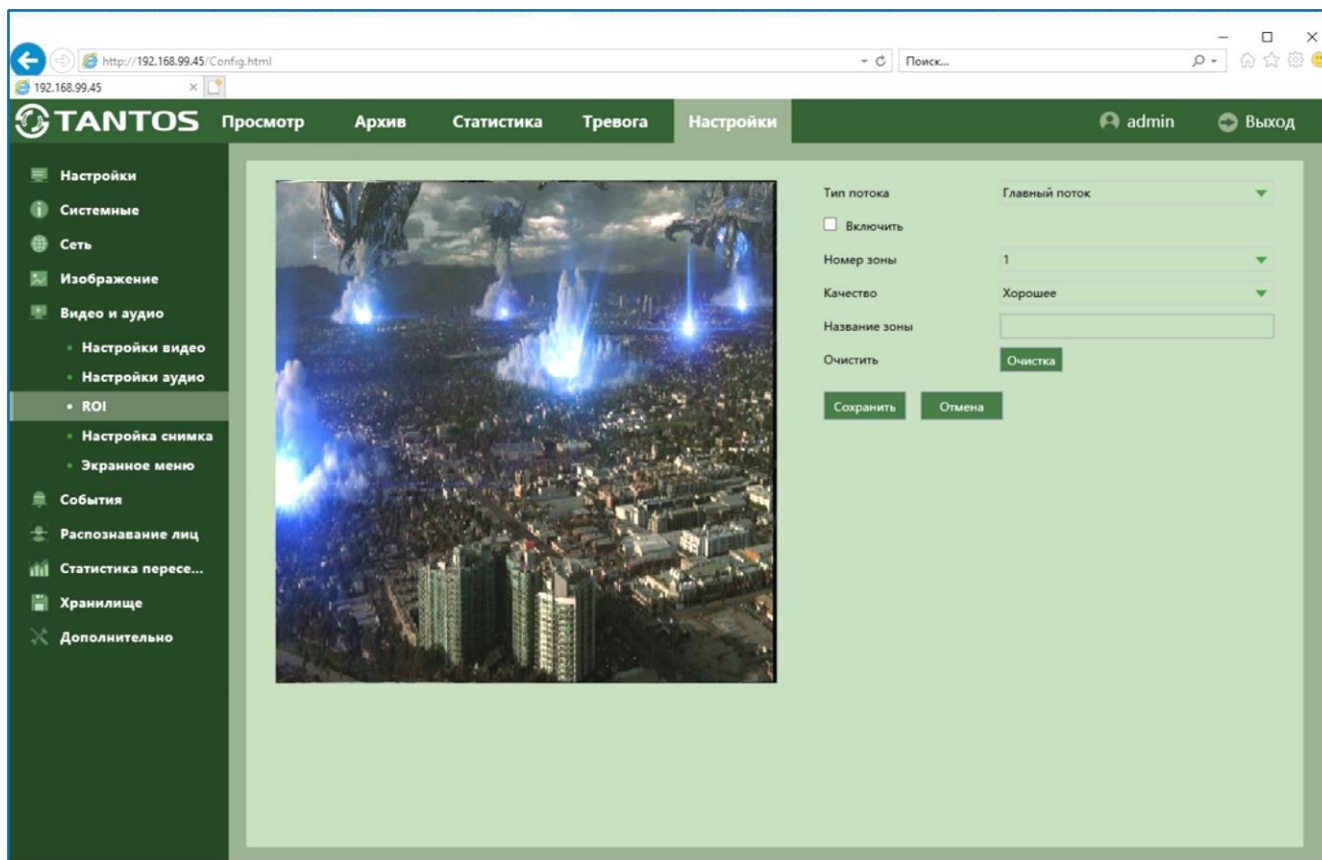 http://192.168.99.45/Config.html
Поиск...
192.168.99.45
TANTOS Просмотр Архив Статистика Тревога Настройки admin Выход
Настройки
Системные
Сеть
Изображение
Видео и аудио
Настройки видео
Настройки аудио
ROI
Настройка снимка
Экранное меню
События
Распознавание лиц
Статистика пересе...
Хранилище
Дополнительно
Тип потока Главный поток
Включить
Номер зоны 1
Качество Хорошее
Название зоны
Очистить Очистка
Сохранить Отмена